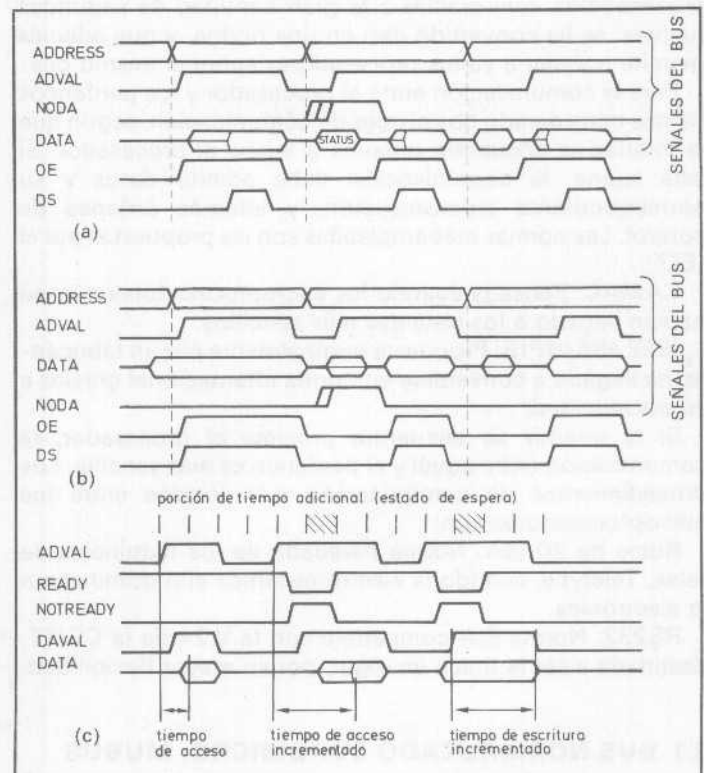 ADDRESS
ADVAL
NODA
DATA
STATUS
OE
DS
(a)
SEÑALES DEL BUS
ADDRESS
ADVAL
DATA
NODA
OE
DS
(b)
SEÑALES DEL BUS
porción de tiempo adicional (estado de espera)
ADVAL
READY
NOTREADY
DAVAL
DATA
(c)
tiempo de acceso
tiempo de acceso incrementado
tiempo de escritura incrementado